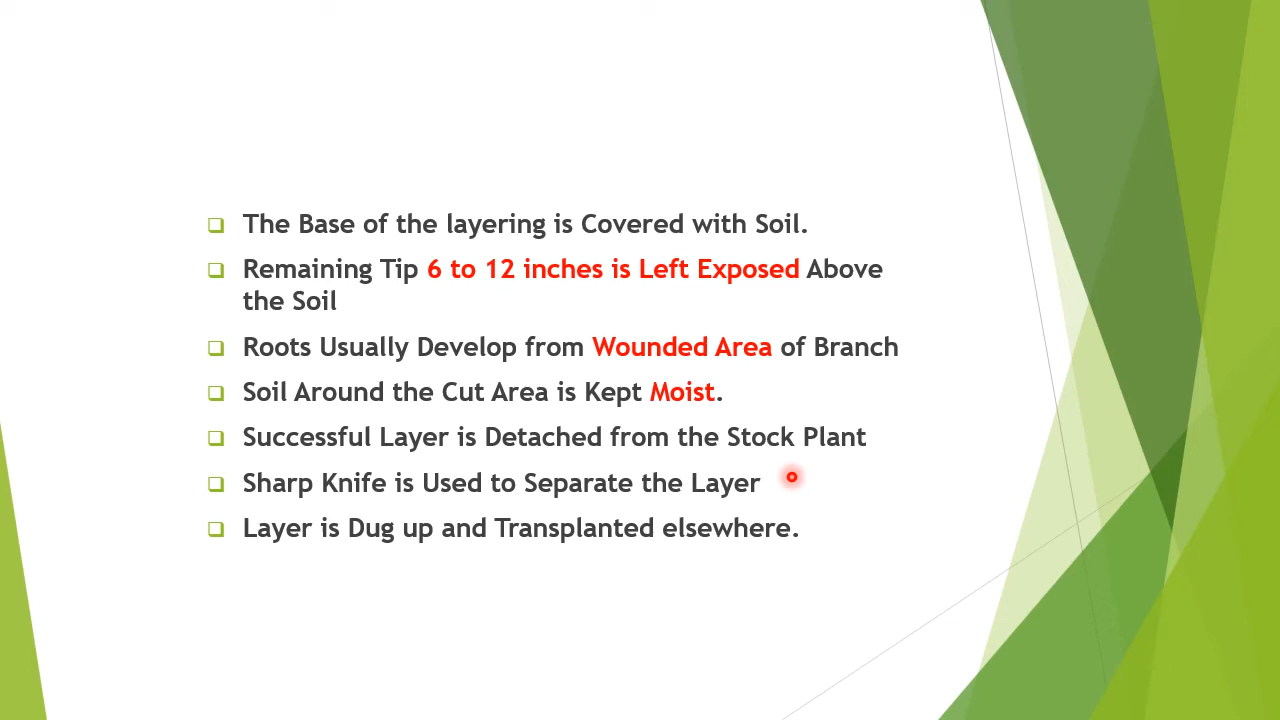 The Base of the layering is Covered with Soil.
Remaining Tip 6 to 12 inches is Left Exposed Above
the Soil
Roots Usually Develop from Wounded Area of Branch
Soil Around the Cut Area is Kept Moist.
Successful Layer is Detached from the Stock Plant
Sharp Knife is Used to Separate the Layer
Layer is Dug up and Transplanted elsewhere.